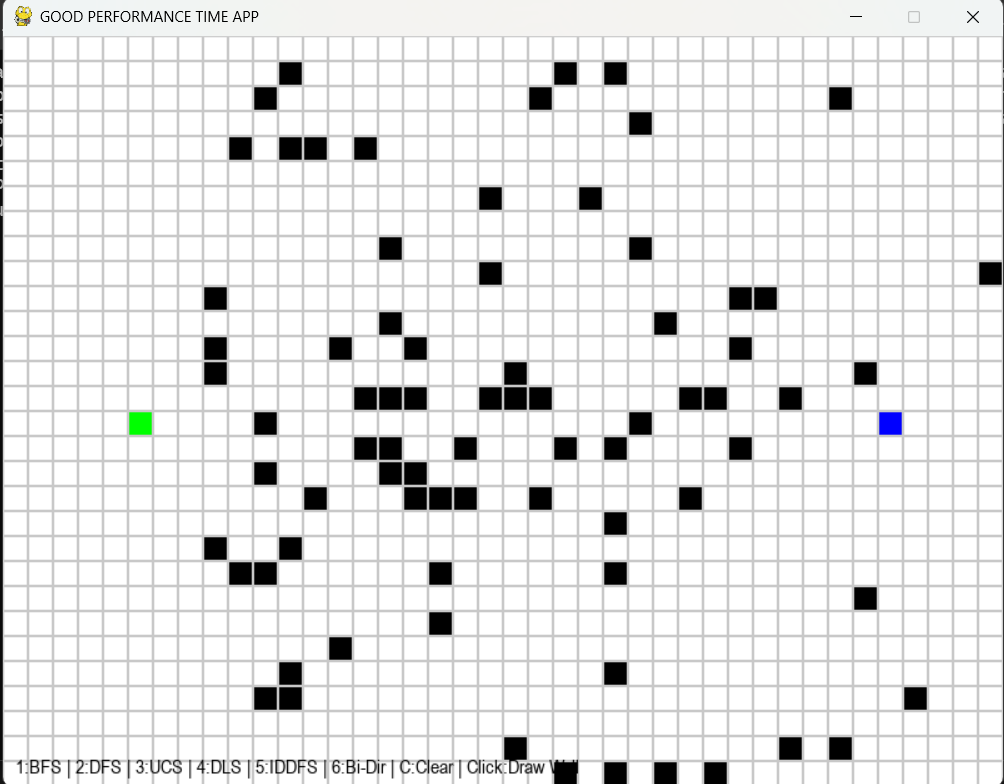 GOOD PERFORMANCE TIME APP
1:BFS | 2:DFS | 3:UCS | 4:DLS | 5:IDDFS | 6:Bi-Dir | C:Clear | Click:Draw Wall